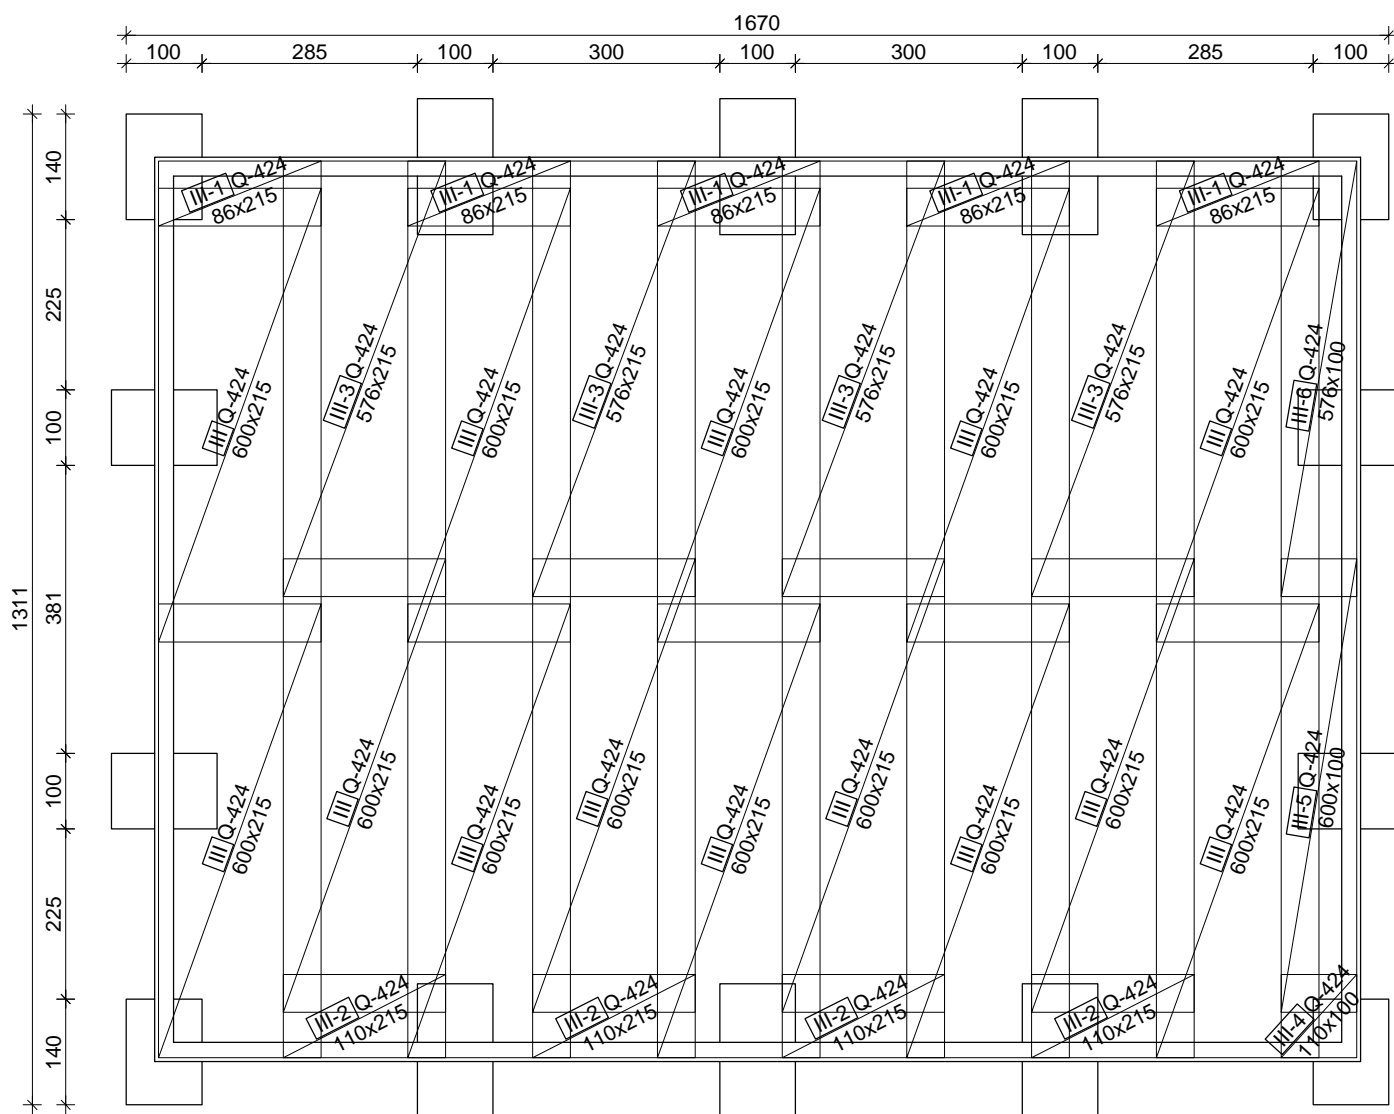 1670
100 285 100 300 100 300 100 285 100
1311
140
225
100
381
100
225
140
III-1 Q-424
86x215
III-1 Q-424
86x215
III-1 Q-424
86x215
III-1 Q-424
86x215
III-1 Q-424
86x215
III Q-424
600x215
III-3 Q-424
576x215
III Q-424
600x215
III-3 Q-424
576x215
III Q-424
600x215
III-3 Q-424
576x215
III Q-424
600x215
III-3 Q-424
576x215
III Q-424
600x215
III-6 Q-424
576x100
III Q-424
600x215
III Q-424
600x215
III Q-424
600x215
III Q-424
600x215
III Q-424
600x215
III Q-424
600x215
III Q-424
600x215
III Q-424
600x215
III Q-424
600x215
III-5 Q-424
600x100
III-2 Q-424
110x215
III-2 Q-424
110x215
III-2 Q-424
110x215
III-2 Q-424
110x215
III-4 Q-424
110x100